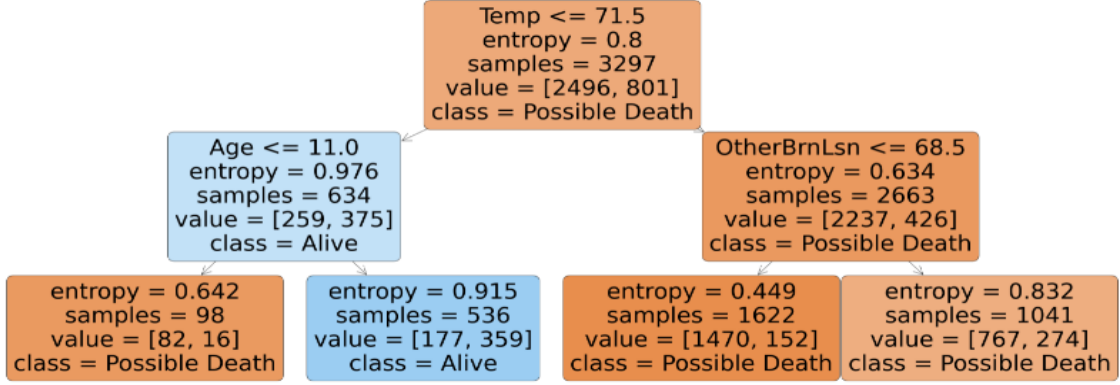 Temp <= 71.5
entropy = 0.8
samples = 3297
value = [2496, 801]
class = Possible Death
Age <= 11.0
entropy = 0.976
samples = 634
value = [259, 375]
class = Alive
OtherBrnLsn <= 68.5
entropy = 0.634
samples = 2663
value = [2237, 426]
class = Possible Death
entropy = 0.642
samples = 98
value = [82, 16]
class = Possible Death
entropy = 0.915
samples = 536
value = [177, 359]
class = Alive
entropy = 0.449
samples = 1622
value = [1470, 152]
class = Possible Death
entropy = 0.832
samples = 1041
value = [767, 274]
class = Possible Death